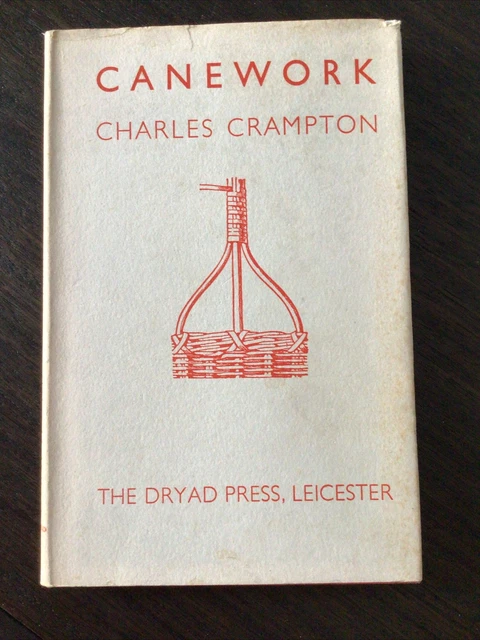 CANEWORK
CHARLES CRAMPTON
THE DRYAD PRESS, LEICESTER